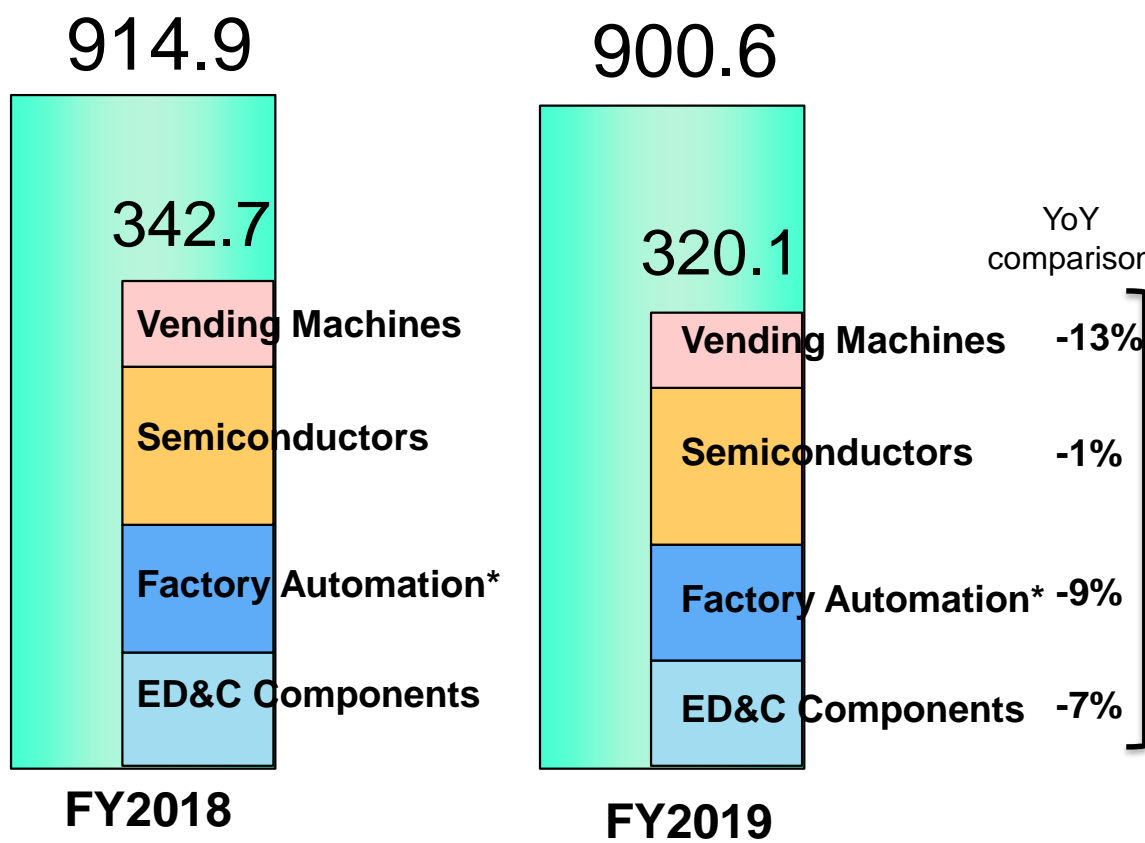 914.9
342.7
Vending Machines
Semiconductors
Factory Automation*
ED&C Components
FY2018
900.6
320.1
YoY
comparison
Vending Machines -13%
Semiconductors -1%
Factory Automation* -9%
ED&C Components -7%
FY2019